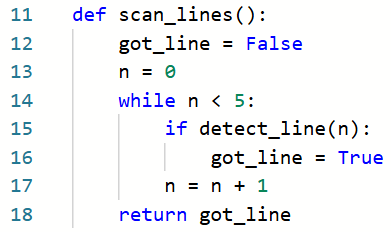 11 def scan_lines():
12     got_line = False
13     n = 0
14     while n < 5:
15         if detect_line(n):
16             got_line = True
17         n = n + 1
18     return got_line